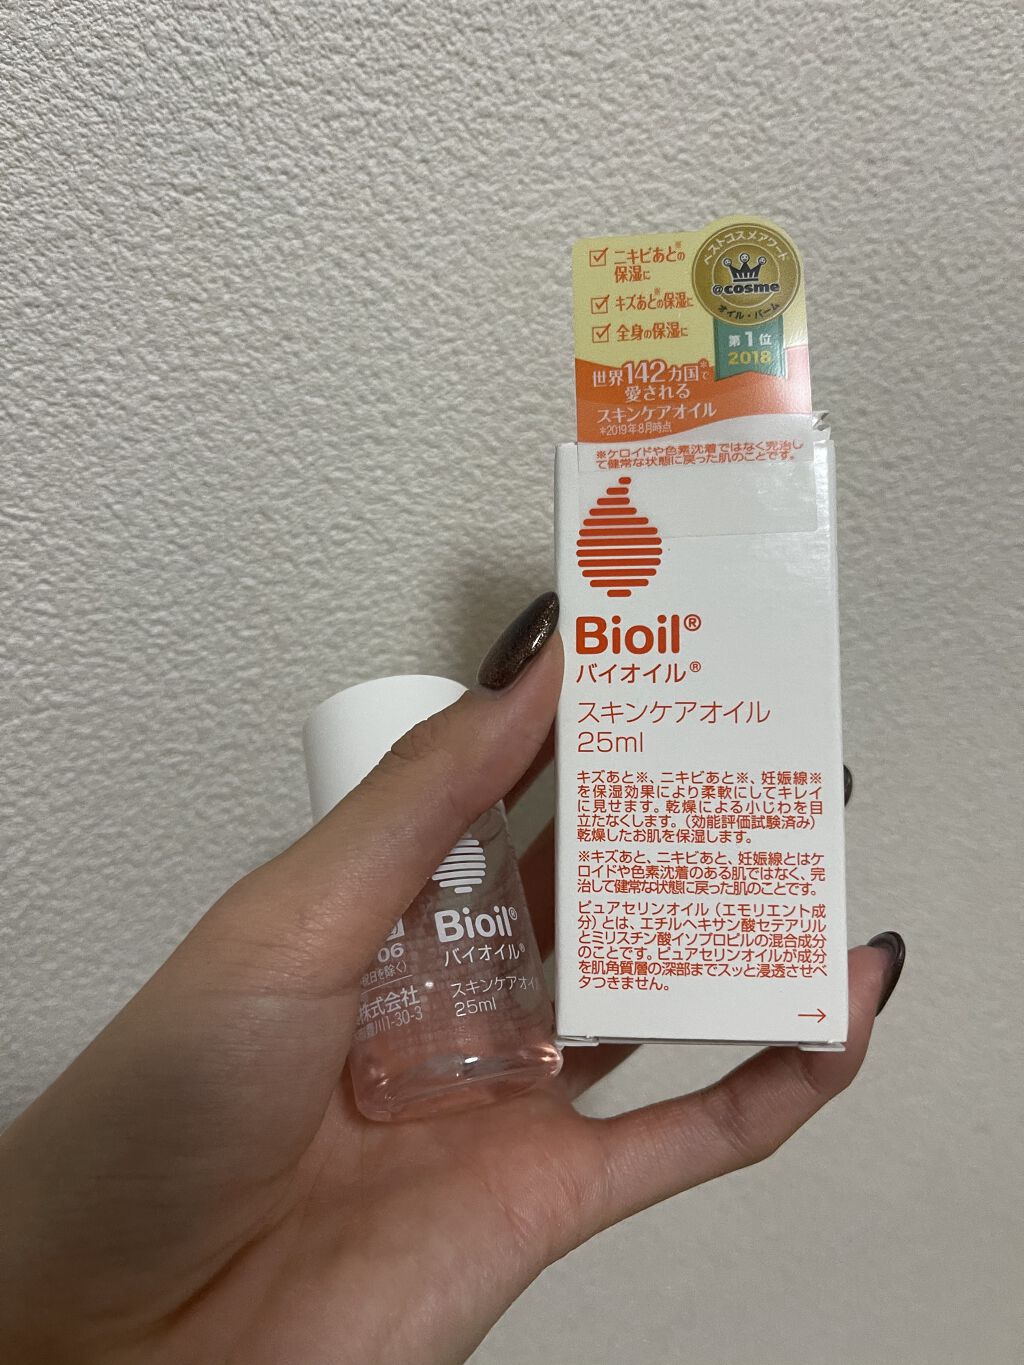 ニキビあと※の
保湿に
キズあと※の保湿に
全身の保湿に
ベストコスメアワード
@cosme
オイル・バーム
第1位
2018
世界142カ国※で
愛される
スキンケアオイル
*2019年8月時点
※ケロイドや色素沈着ではなく完治し
て健常な状態に戻った肌のことです。
Bioil®
バイオイル®
スキンケアオイル
25ml
キズあと※、ニキビあと※、妊娠線※
を保湿効果により柔軟にしてキレイ
に見せます。乾燥による小じわを目
立たなくします。（効能評価試験済み）
乾燥したお肌を保湿します。
※キズあと、ニキビあと、妊娠線とはケ
ロイドや色素沈着のある肌ではなく、完
治して健常な状態に戻った肌のことです。
ピュアセリンオイル（エモリエント成
分）とは、エチルヘキサン酸セテアリル
とミリスチン酸イソプロピルの混合成分
のことです。ピュアセリンオイルが成分
を肌角質層の深部までスッと浸透させベ
タつきません。
→
Bioil®
バイオイル®
スキンケアオイ
25ml
06
祝日を除く）
株式会社
川1-30-3